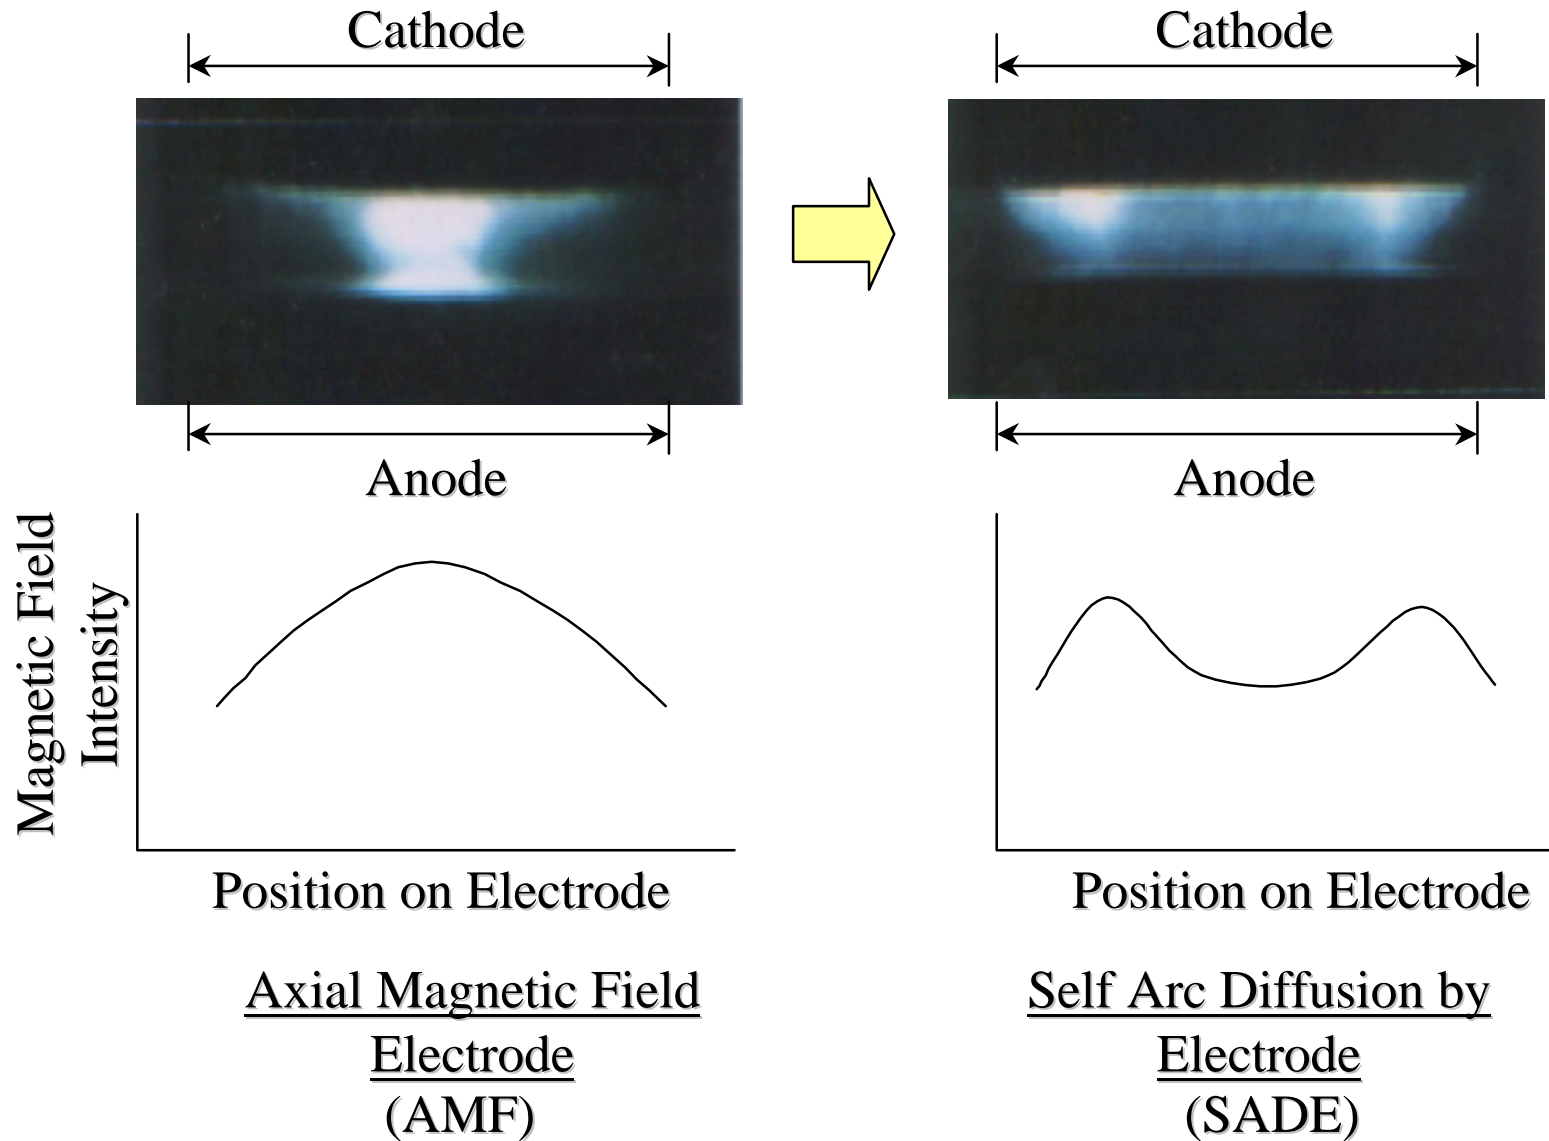 Cathode
Cathode
Anode
Anode
Magnetic Field
Intensity
Position on Electrode
Position on Electrode
Axial Magnetic Field
Electrode
(AMF)
Self Arc Diffusion by
Electrode
(SADE)